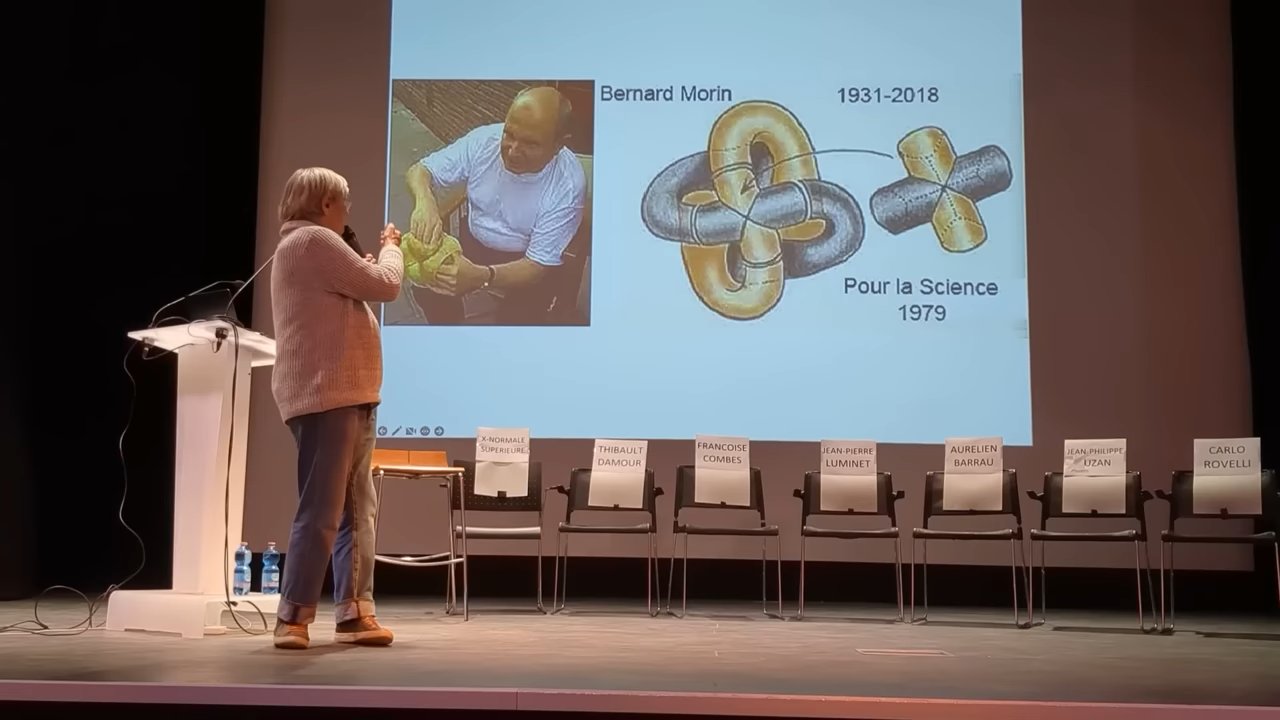 Bernard Morin
1931-2018
Pour la Science
1979
X-NORMALE
SUPERIEURE
THIBAULT
DAMOUR
FRANCOISE
COMBES
JEAN-PIERRE
LUMINET
AURELIEN
BARRAU
JEAN-PHILIPPE
UZAN
CARLO
ROVELLI